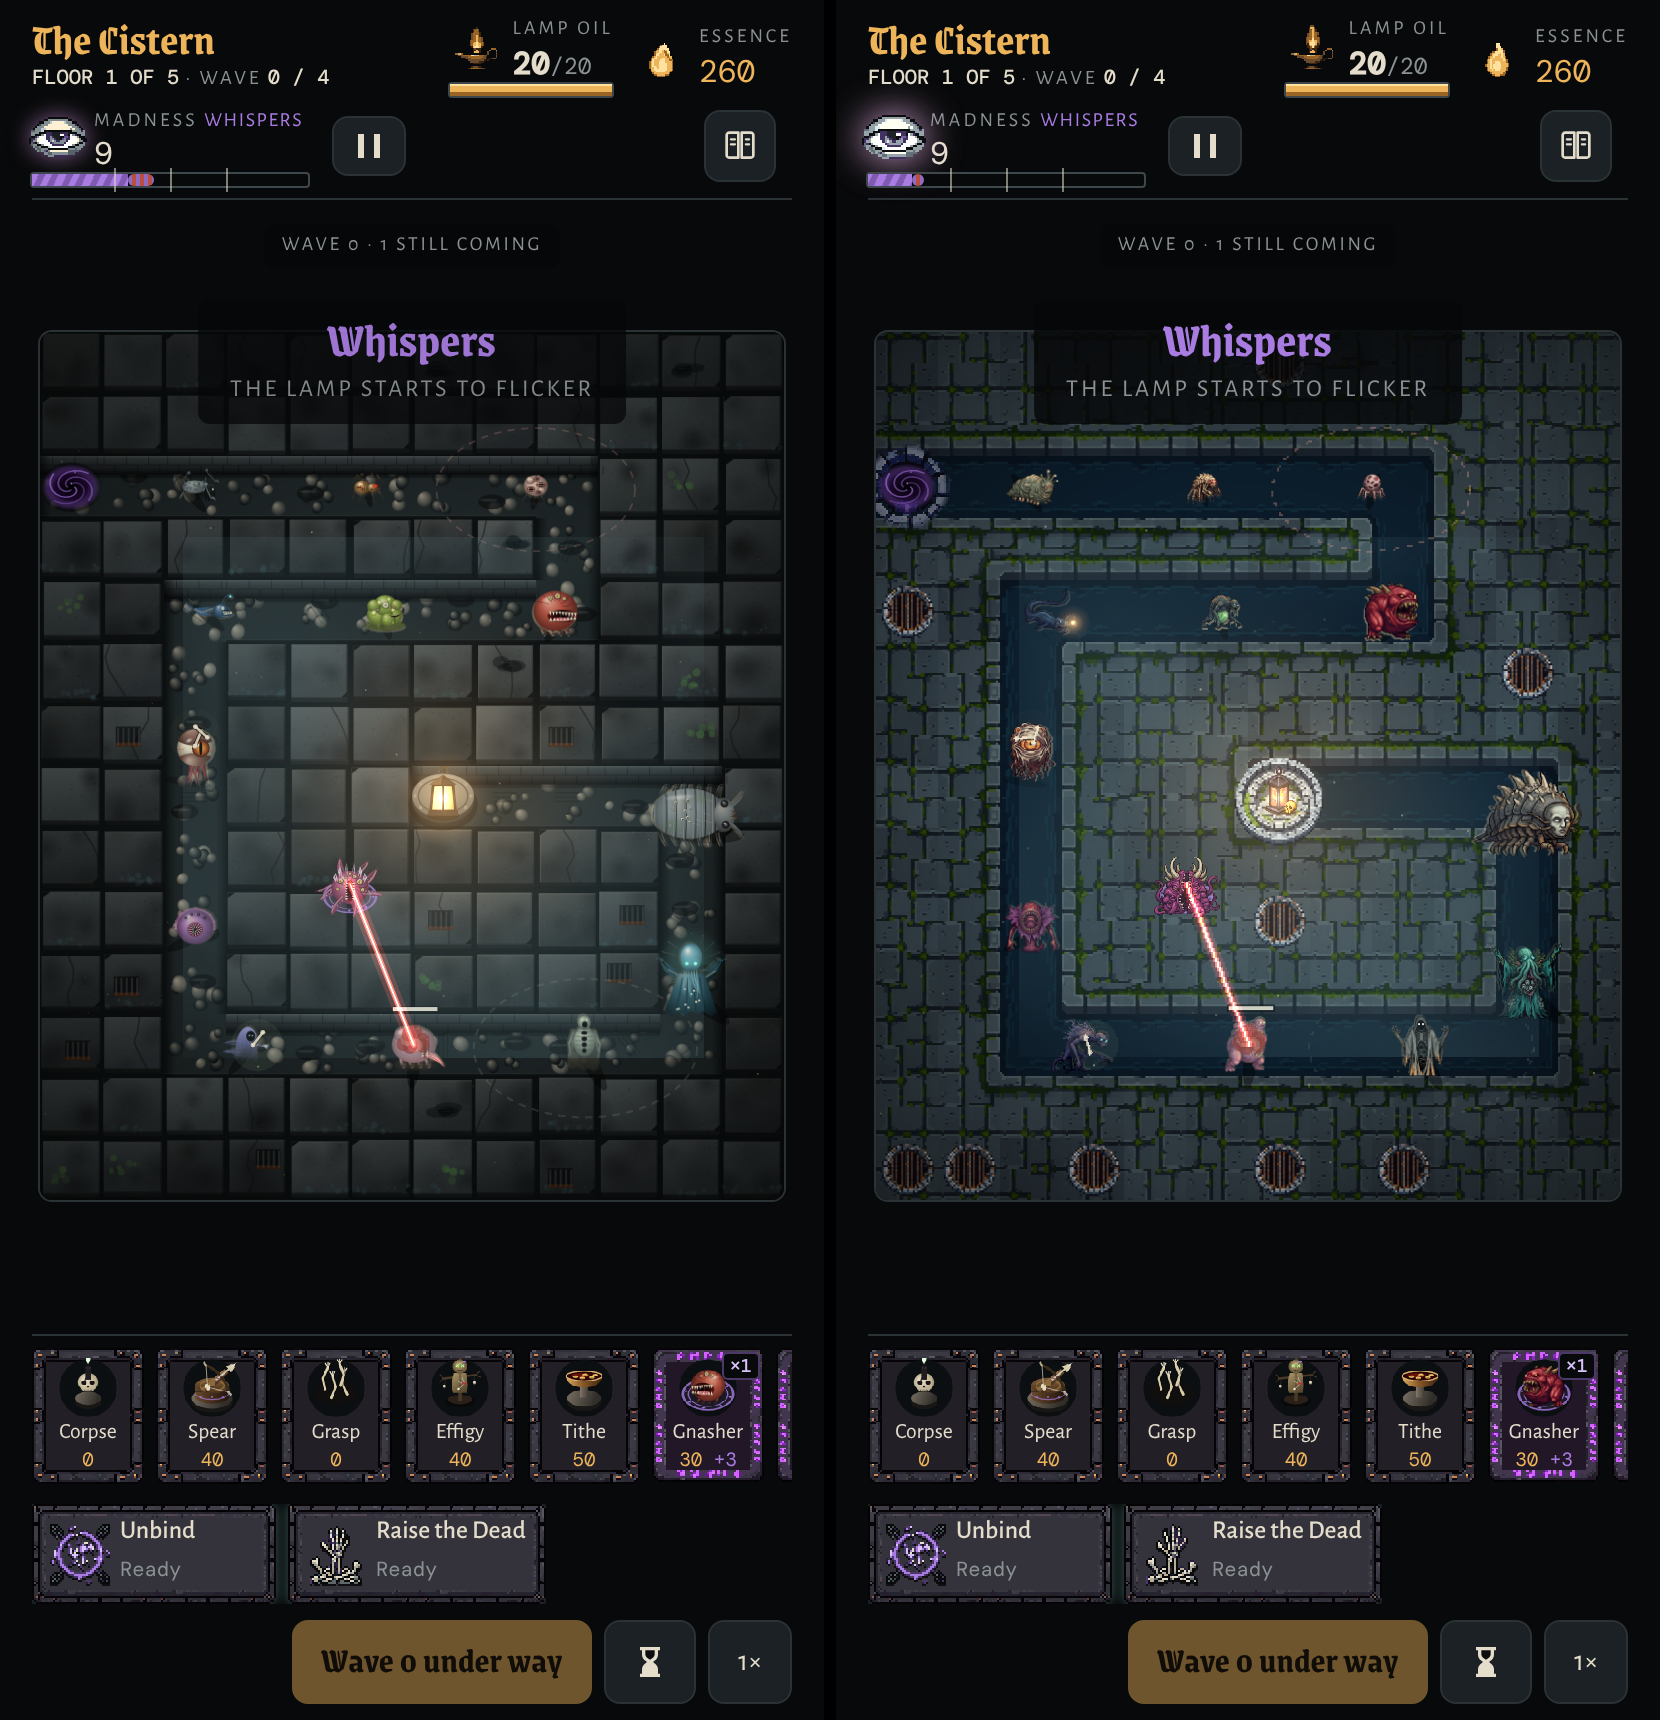 The Cistern
FLOOR 1 OF 5 · WAVE 0 / 4
LAMP OIL
20/20
ESSENCE
260
MADNESS WHISPERS
9
WAVE 0 · 1 STILL COMING
Whispers
THE LAMP STARTS TO FLICKER
×1
Corpse
0
Spear
40
Grasp
0
Effigy
40
Tithe
50
Gnasher
30 +3
Unbind
Ready
Raise the Dead
Ready
Wave 0 under way
1×
The Cistern
FLOOR 1 OF 5 · WAVE 0 / 4
LAMP OIL
20/20
ESSENCE
260
MADNESS WHISPERS
9
WAVE 0 · 1 STILL COMING
Whispers
THE LAMP STARTS TO FLICKER
×1
Corpse
0
Spear
40
Grasp
0
Effigy
40
Tithe
50
Gnasher
30 +3
Unbind
Ready
Raise the Dead
Ready
Wave 0 under way
1×